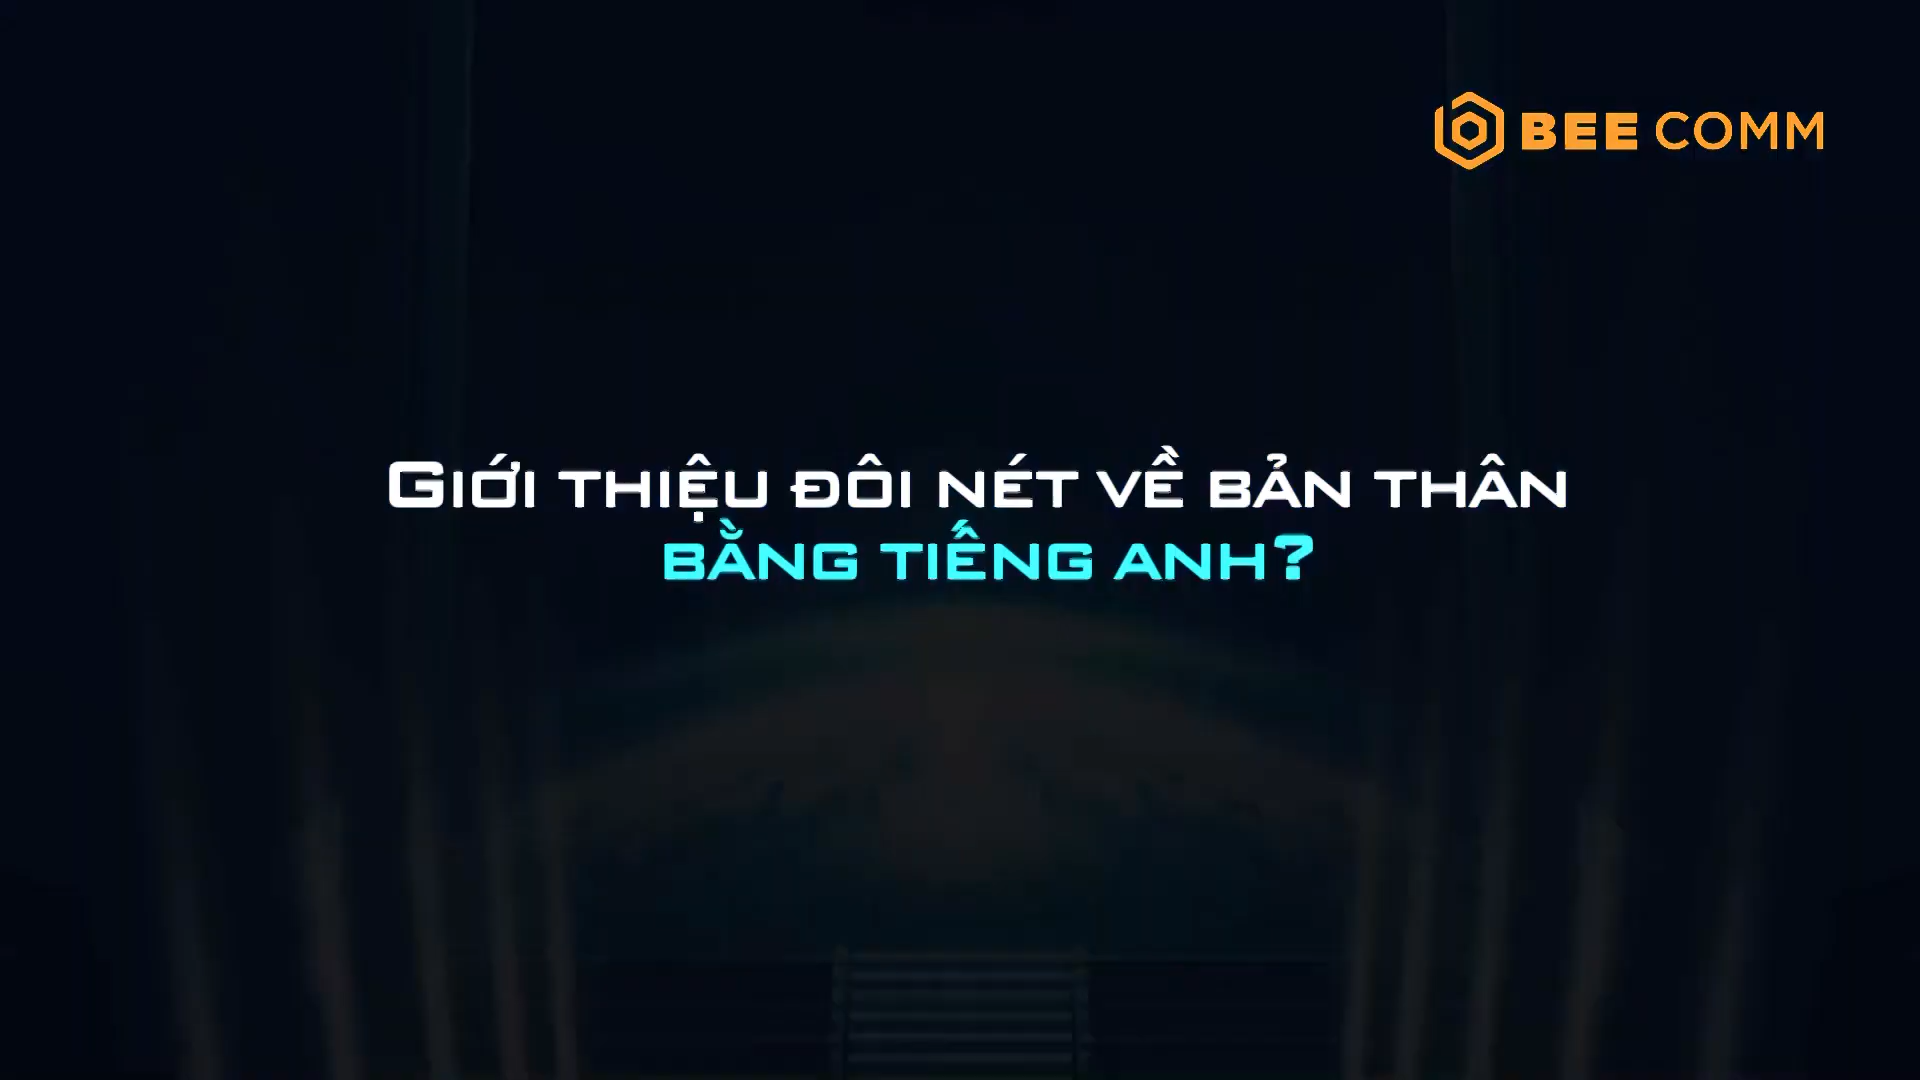 BEE COMM
Giới thiệu đôi nét về bản thân
bằng tiếng anh?